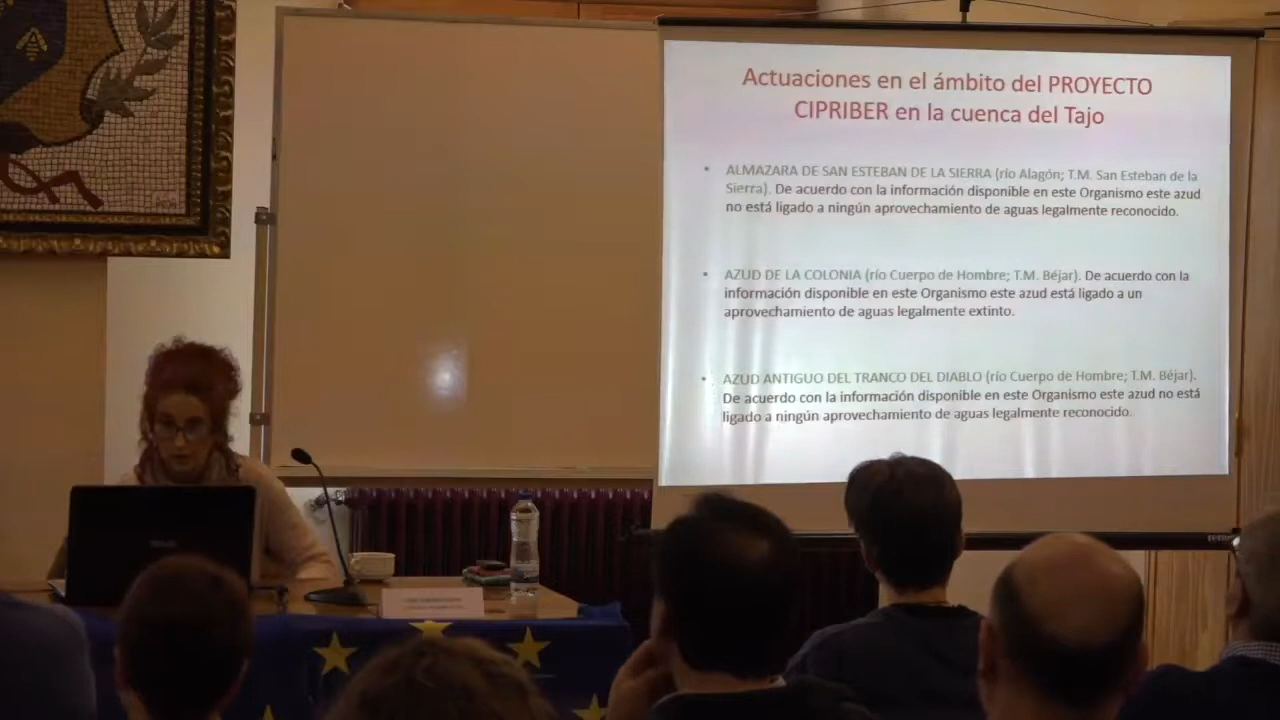 Actuaciones en el ámbito del PROYECTO
CIPRIBER en la cuenca del Tajo
• ALMAZARA DE SAN ESTEBAN DE LA SIERRA (río Alagón; T.M. San Esteban de la
Sierra). De acuerdo con la información disponible en este Organismo este azud
no está ligado a ningún aprovechamiento de aguas legalmente reconocido.
• AZUD DE LA COLONIA (río Cuerpo de Hombre; T.M. Béjar). De acuerdo con la
información disponible en este Organismo este azud está ligado a un
aprovechamiento de aguas legalmente extinto.
• AZUD ANTIGUO DEL TRANCO DEL DIABLO (río Cuerpo de Hombre; T.M. Béjar).
De acuerdo con la información disponible en este Organismo este azud no está
ligado a ningún aprovechamiento de aguas legalmente reconocido.